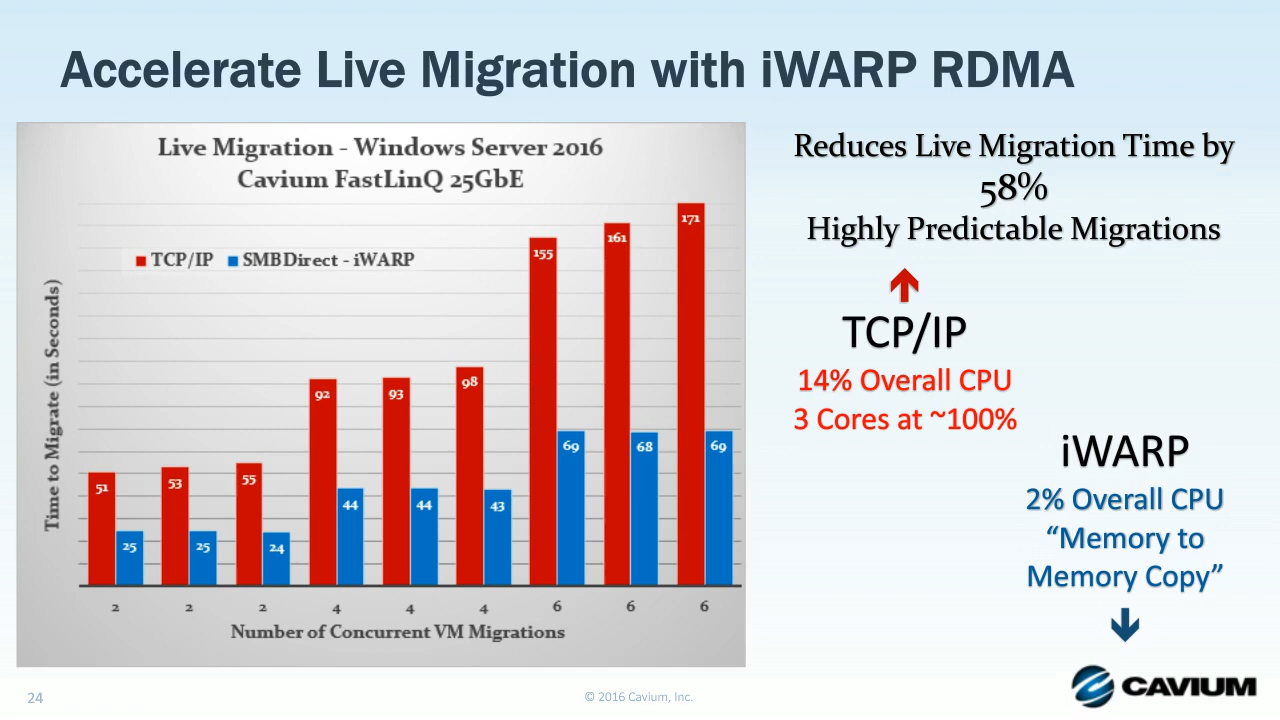 Accelerate Live Migration with iWARP RDMA
Live Migration - Windows Server 2016
Cavium FastLinQ 25GbE
TCP/IP SMBDirect - iWARP
Time to Migrate (in Seconds)
51 25 53 25 55 24 92 44 93 44 98 43 155 69 161 68 171 69
2 2 2 4 4 4 6 6 6
Number of Concurrent VM Migrations
Reduces Live Migration Time by
58%
Highly Predictable Migrations
TCP/IP
14% Overall CPU
3 Cores at ~100%
iWARP
2% Overall CPU
“Memory to
Memory Copy”
24
© 2016 Cavium, Inc.
CAVIUM